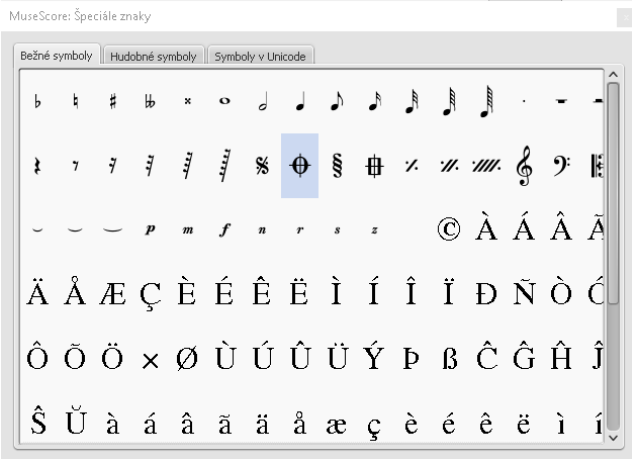 MuseScore: Špeciále znaky
Bežné symboly Hudobné symboly Symboly v Unicode
♭ ♮ ♯ 𝄫 𝄪 𝅝 𝅗𝅥 𝅘𝅥 𝅘𝅥 𝅘𝅥𝅮 𝅘𝅥𝅯 𝅘𝅥𝅰 𝅘𝅥𝅱 𝅘𝅥𝅲 · 𝄻 𝄼
𝄽 𝄾 𝄿 𝅀 𝅁 𝅂 𝄋 𝄌 § 𝄎 𝄏 𝄞 𝄢 𝄡
p m f n r s z © À Á Â Ã
Ä Å Æ Ç È É Ê Ë Ì Í Î Ï Ð Ñ Ò Ó
Ô Õ Ö × Ø Ù Ú Û Ü Ý Þ ß Ĉ Ĝ Ĥ Ĵ
Ŝ Ŭ à á â ã ä å æ ç è é ê ë ì í